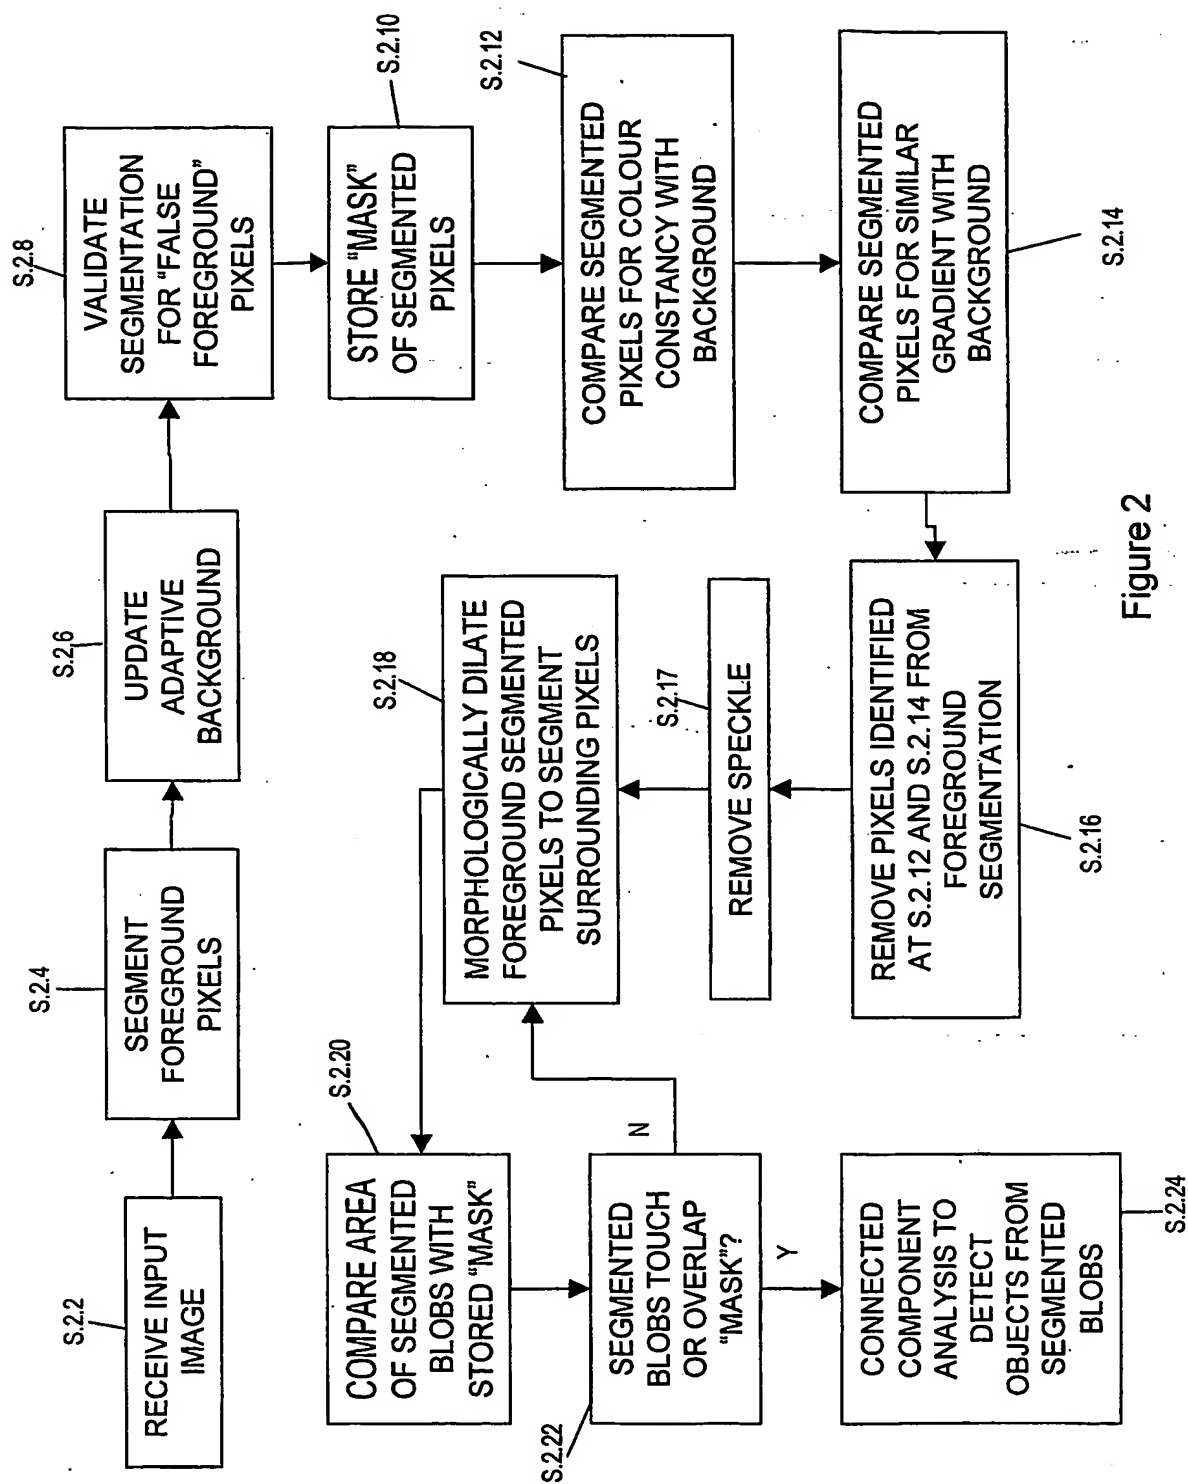 S.2.2
RECEIVE INPUT
IMAGE
S.2.4
SEGMENT
FOREGROUND
PIXELS
S.2.6
UPDATE
ADAPTIVE
BACKGROUND
S.2.8
VALIDATE
SEGMENTATION
FOR "FALSE
FOREGROUND"
PIXELS
S.2.10
STORE "MASK"
OF SEGMENTED
PIXELS
S.2.12
COMPARE SEGMENTED
PIXELS FOR COLOUR
CONSTANCY WITH
BACKGROUND
S.2.14
COMPARE SEGMENTED
PIXELS FOR SIMILAR
GRADIENT WITH
BACKGROUND
S.2.16
REMOVE PIXELS IDENTIFIED
AT S.2.12 AND S.2.14 FROM
FOREGROUND
SEGMENTATION
S.2.17
REMOVE SPECKLE
S.2.18
MORPHOLOGICALLY DILATE
FOREGROUND SEGMENTED
PIXELS TO SEGMENT
SURROUNDING PIXELS
S.2.20
COMPARE AREA
OF SEGMENTED
BLOBS WITH
STORED "MASK"
S.2.22
SEGMENTED
BLOBS TOUCH
OR OVERLAP
"MASK"?
N
Y
S.2.24
CONNECTED
COMPONENT
ANALYSIS TO
DETECT
OBJECTS FROM
SEGMENTED
BLOBS
Figure 2